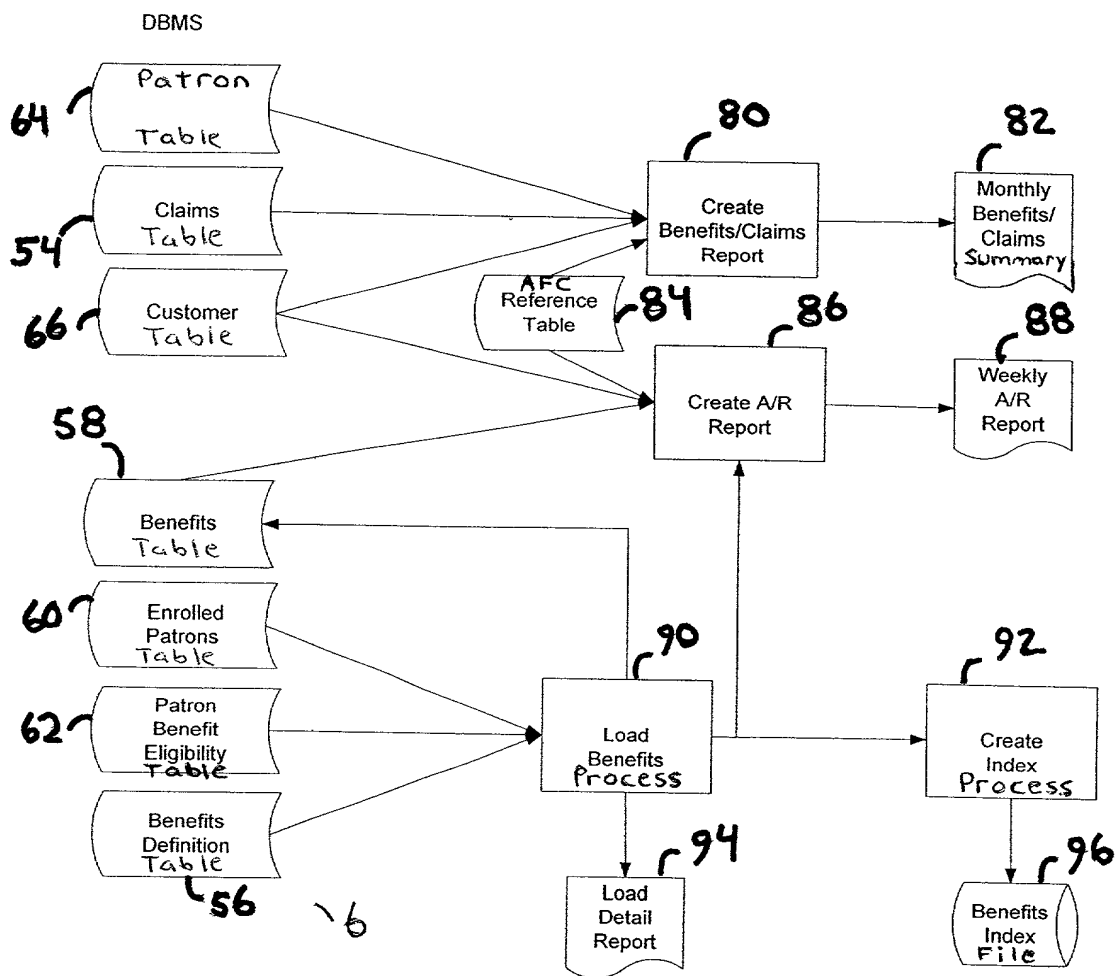 DBMS
Patron
Table
64
Claims
Table
54
Customer
Table
66
80
Create
Benefits/Claims
Report
82
Monthly
Benefits/
Claims
Summary
AFC
Reference
Table
84
86
Create A/R
Report
88
Weekly
A/R
Report
58
Benefits
Table
60
Enrolled
Patrons
Table
62
Patron
Benefit
Eligibility
Table
Benefits
Definition
Table
56
6
90
Load
Benefits
Process
92
Create
Index
Process
94
Load
Detail
Report
96
Benefits
Index
File